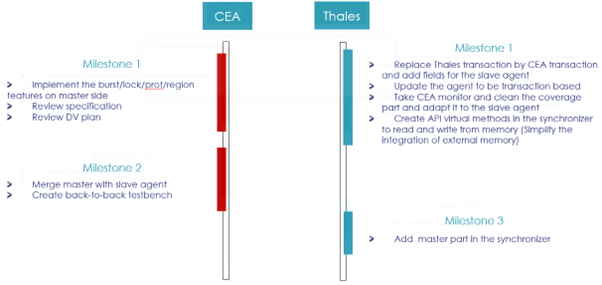 CEA
Thales
Milestone 1
➤ Implement the burst/lock/prot/region
features on master side
➤ Review specification
➤ Review DV plan
Milestone 2
➤ Merge master with slave agent
➤ Create back-to-back testbench
Milestone 1
➤ Replace Thales transaction by CEA transaction
and add fields for the slave agent
➤ Update the agent to be transaction based
➤ Take CEA monitor and clean the coverage
part and adapt it to the slave agent
➤ Create API virtual methods in the synchronizer
to read and write from memory (Simplify the
integration of external memory)
Milestone 3
➤ Add master part in the synchronizer